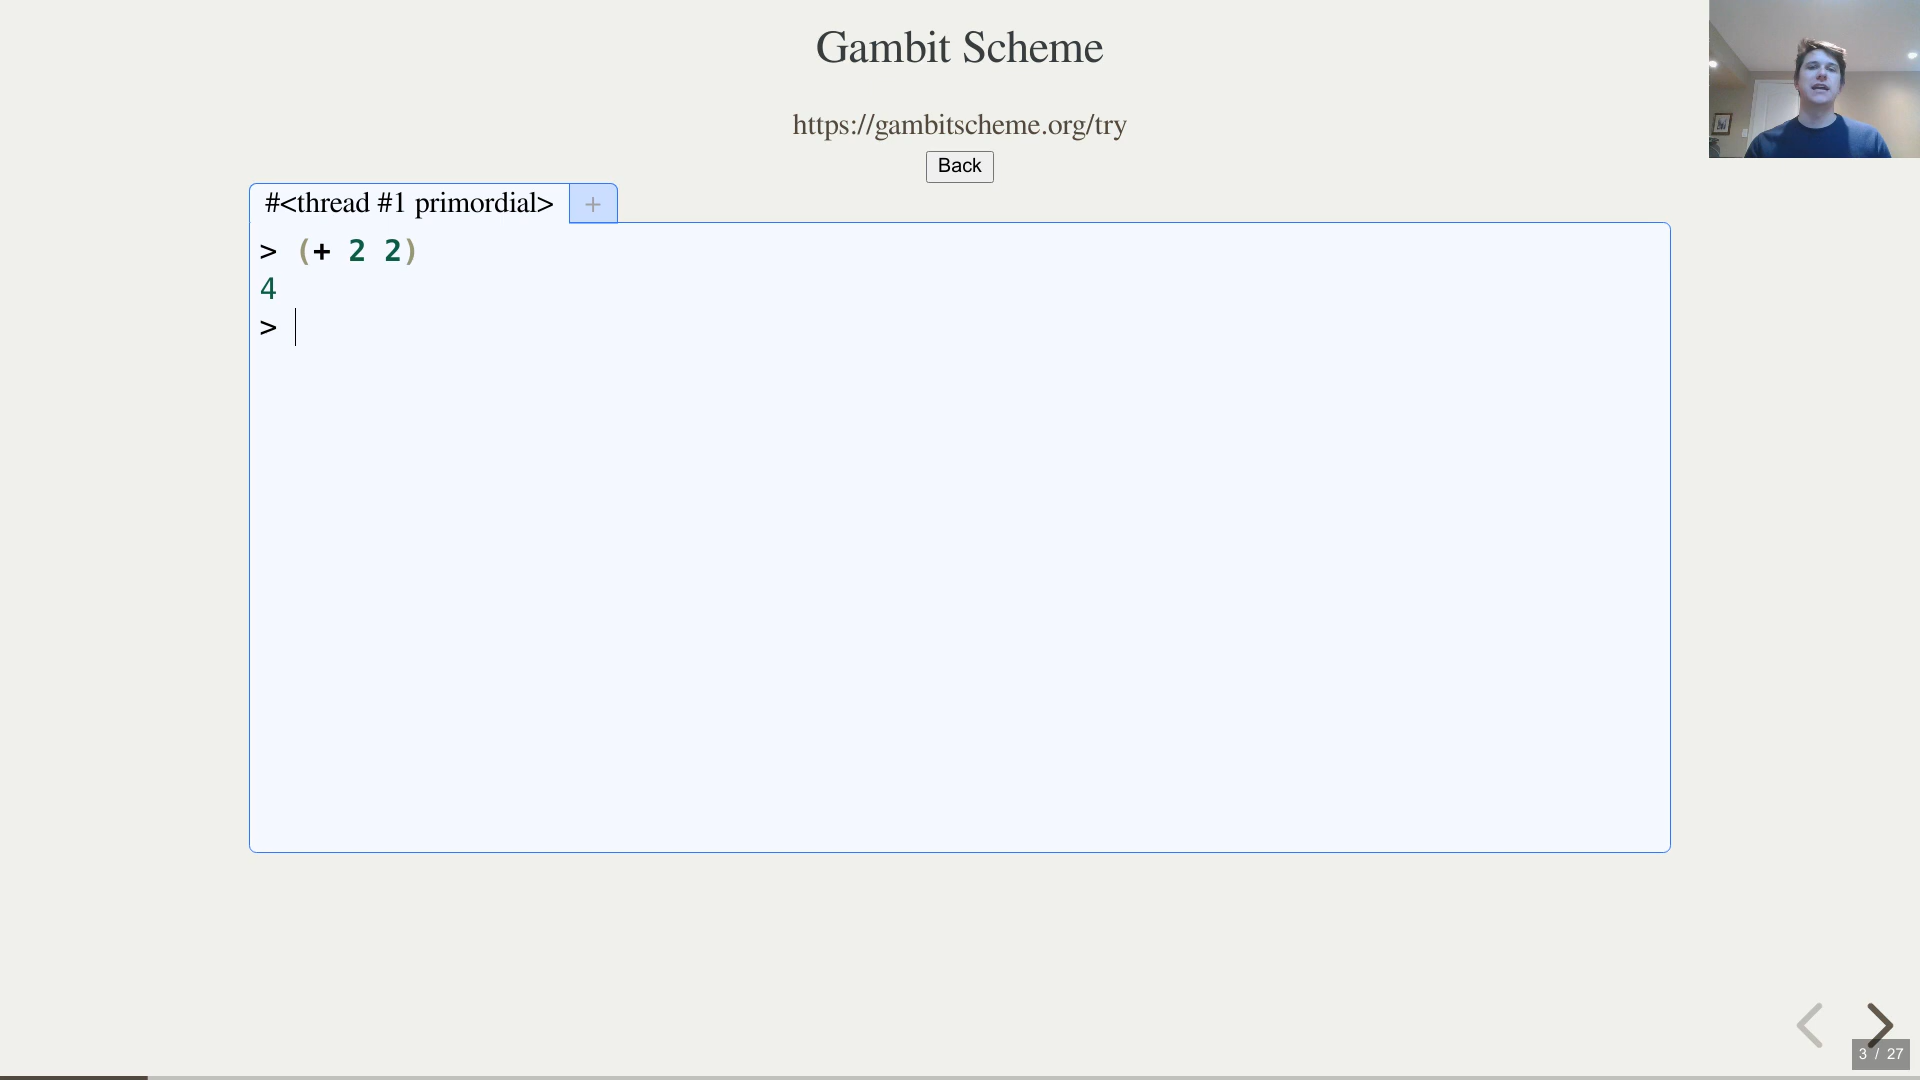 Gambit Scheme
https://gambitscheme.org/try
Back
#<thread #1 primordial> +
> (+ 2 2)
4
>
3 / 27